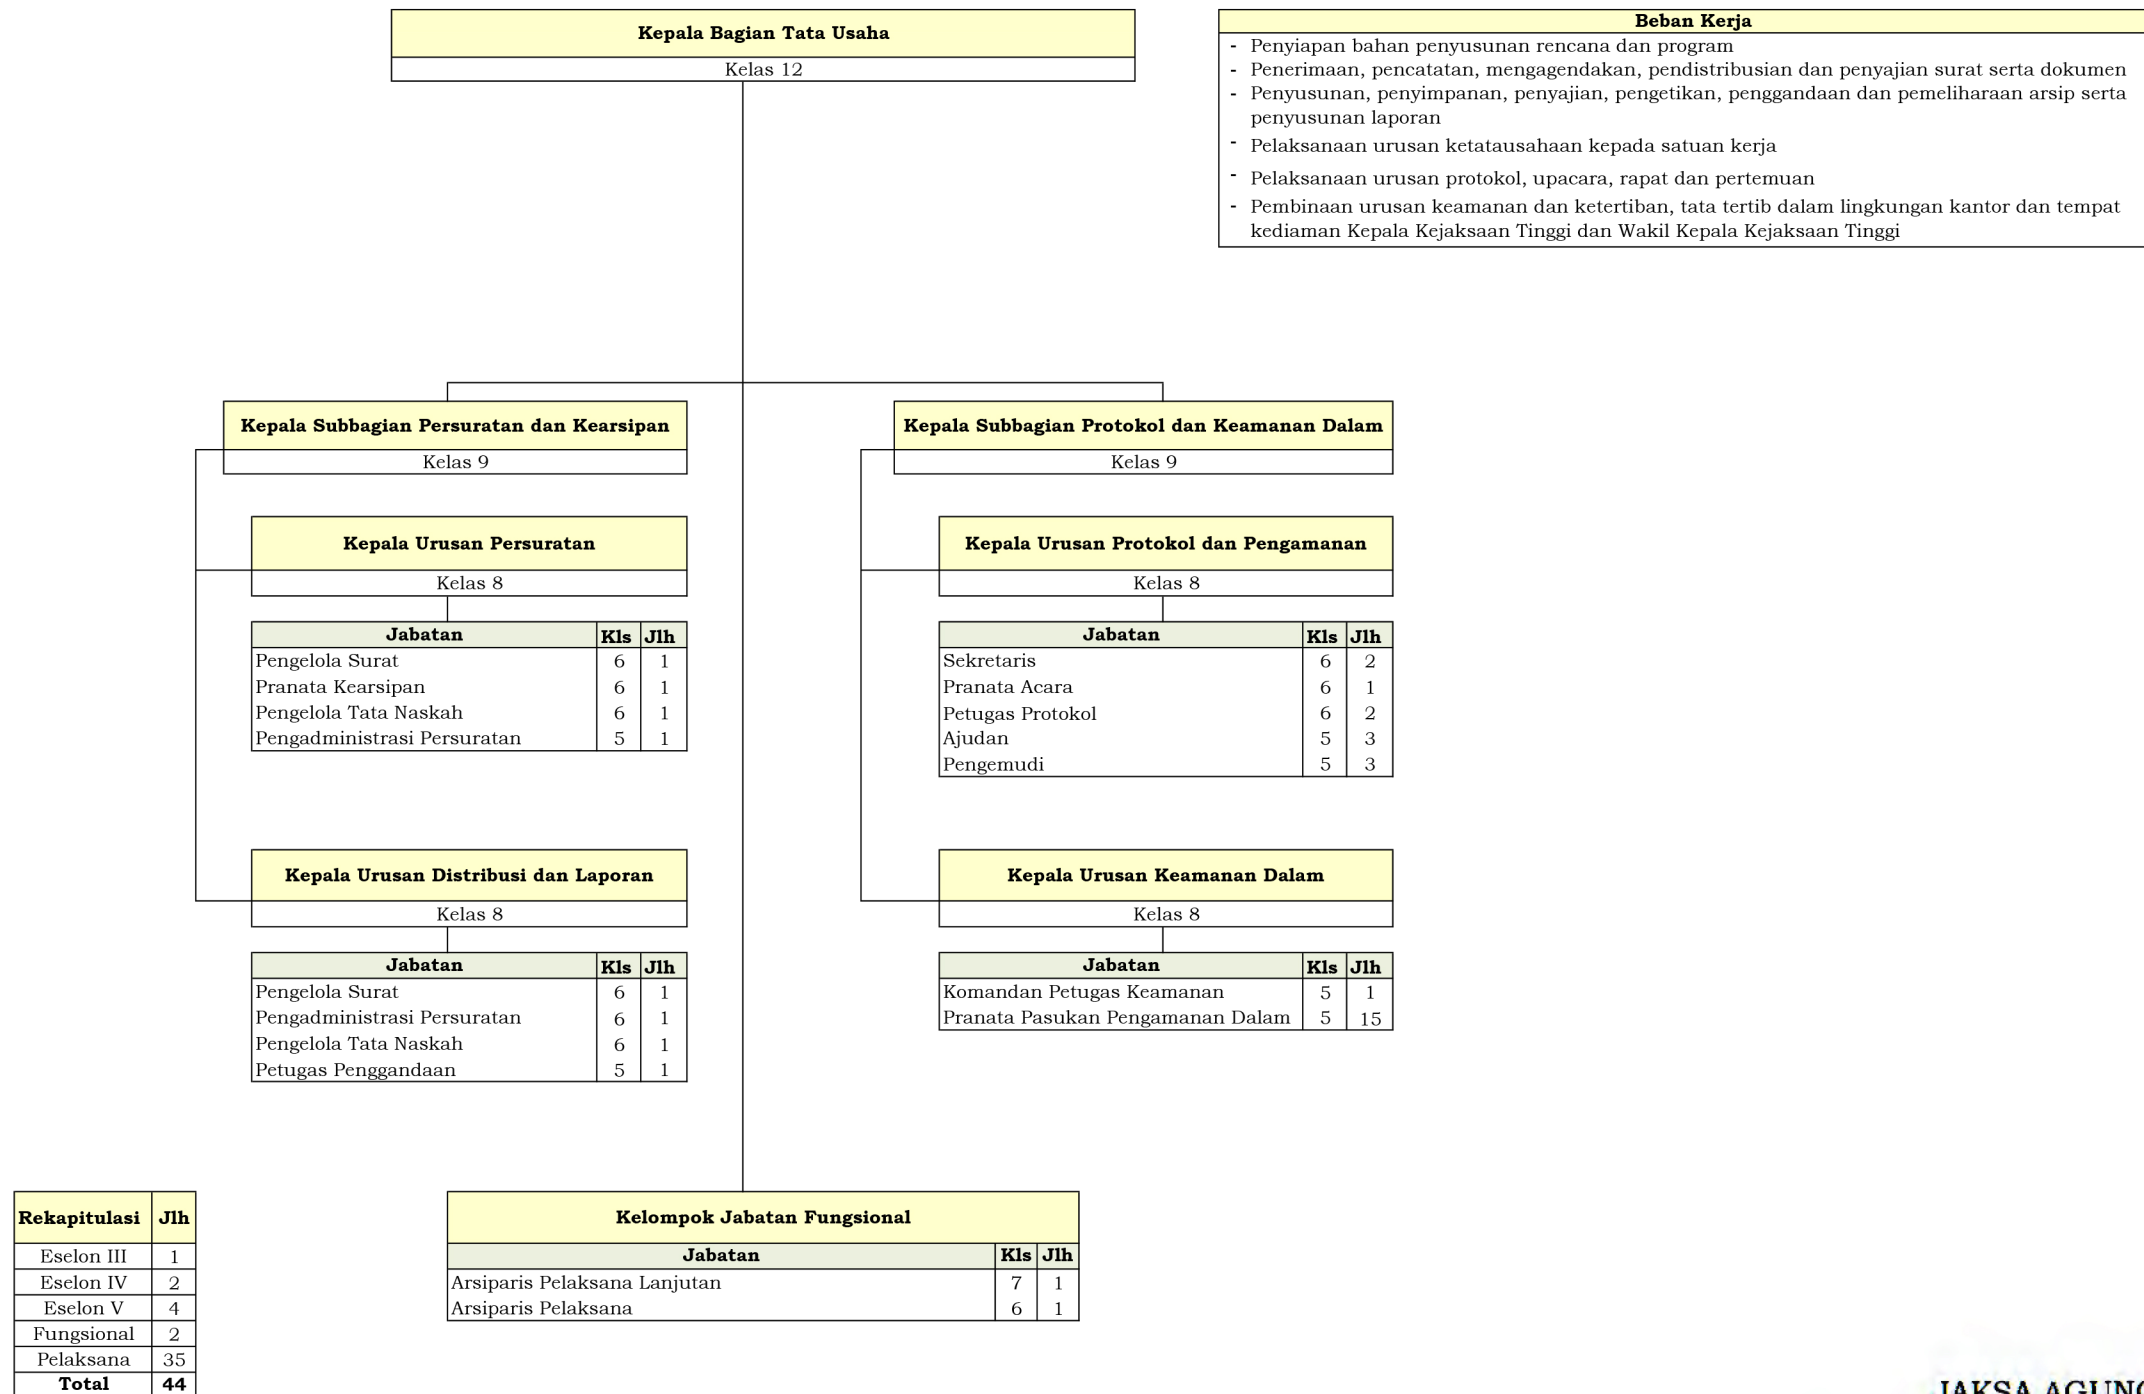 Kepala Bagian Tata Usaha
Kelas 12
Beban Kerja
- Penyiapan bahan penyusunan rencana dan program
- Penerimaan, pencatatan, mengagendakan, pendistribusian dan penyajian surat serta dokumen
- Penyusunan, penyimpanan, penyajian, pengetikan, penggandaan dan pemeliharaan arsip serta
penyusunan laporan
- Pelaksanaan urusan ketatausahaan kepada satuan kerja
- Pelaksanaan urusan protokol, upacara, rapat dan pertemuan
- Pembinaan urusan keamanan dan ketertiban, tata tertib dalam lingkungan kantor dan tempat
kediaman Kepala Kejaksaan Tinggi dan Wakil Kepala Kejaksaan Tinggi
Kepala Subbagian Persuratan dan Kearsipan
Kelas 9
Kepala Urusan Persuratan
Kelas 8
Jabatan Kls Jlh
Pengelola Surat 6 1
Pranata Kearsipan 6 1
Pengelola Tata Naskah 6 1
Pengadministrasi Persuratan 5 1
Kepala Urusan Distribusi dan Laporan
Kelas 8
Jabatan Kls Jlh
Pengelola Surat 6 1
Pengadministrasi Persuratan 6 1
Pengelola Tata Naskah 6 1
Petugas Penggandaan 5 1
Kepala Subbagian Protokol dan Keamanan Dalam
Kelas 9
Kepala Urusan Protokol dan Pengamanan
Kelas 8
Jabatan Kls Jlh
Sekretaris 6 2
Pranata Acara 6 1
Petugas Protokol 6 2
Ajudan 5 3
Pengemudi 5 3
Kepala Urusan Keamanan Dalam
Kelas 8
Jabatan Kls Jlh
Komandan Petugas Keamanan 5 1
Pranata Pasukan Pengamanan Dalam 5 15
Rekapitulasi Jlh
Eselon III 1
Eselon IV 2
Eselon V 4
Fungsional 2
Pelaksana 35
Total 44
Kelompok Jabatan Fungsional
Jabatan Kls Jlh
Arsiparis Pelaksana Lanjutan 7 1
Arsiparis Pelaksana 6 1
JAKSA AGUNG